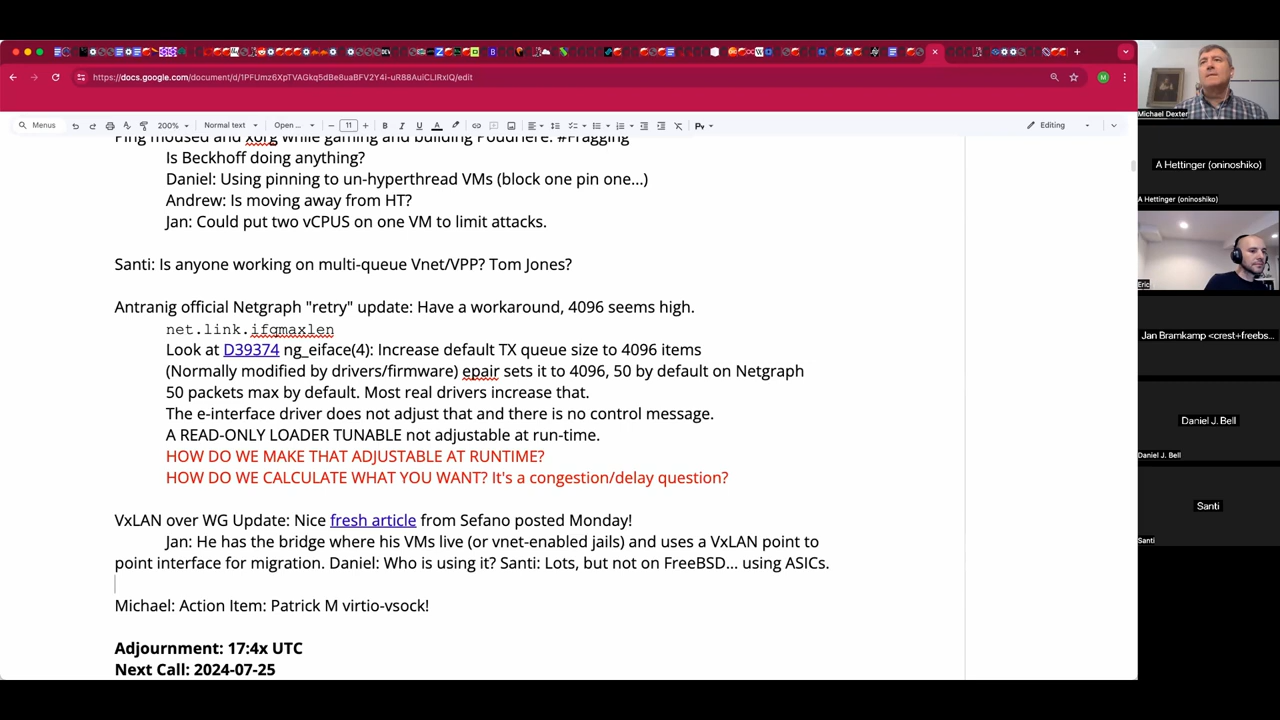 https://docs.google.com/document/d/1PFUmz6XpTVAGkq5dBe8uaBFV2Y4i-uR88AuiCLIRxIQ/edit
Menus 200% Normal text Open ... 11 Editing
Ping moused and xorg while gaming and building Poudriere. #Fragging
Is Beckhoff doing anything?
Daniel: Using pinning to un-hyperthread VMs (block one pin one...)
Andrew: Is moving away from HT?
Jan: Could put two vCPUS on one VM to limit attacks.
Santi: Is anyone working on multi-queue Vnet/VPP? Tom Jones?
Antranig official Netgraph "retry" update: Have a workaround, 4096 seems high.
net.link.ifqmaxlen
Look at D39374 ng_eiface(4): Increase default TX queue size to 4096 items
(Normally modified by drivers/firmware) epair sets it to 4096, 50 by default on Netgraph
50 packets max by default. Most real drivers increase that.
The e-interface driver does not adjust that and there is no control message.
A READ-ONLY LOADER TUNABLE not adjustable at run-time.
HOW DO WE MAKE THAT ADJUSTABLE AT RUNTIME?
HOW DO WE CALCULATE WHAT YOU WANT? It's a congestion/delay question?
VxLAN over WG Update: Nice fresh article from Sefano posted Monday!
Jan: He has the bridge where his VMs live (or vnet-enabled jails) and uses a VxLAN point to
point interface for migration. Daniel: Who is using it? Santi: Lots, but not on FreeBSD... using ASICs.
Michael: Action Item: Patrick M virtio-vsock!
Adjournment: 17:4x UTC
Next Call: 2024-07-25
Michael Dexter
A Hettinger (oninoshiko)
A Hettinger (oninoshiko)
Eric
Jan Bramkamp <crest+freebs...
Daniel J. Bell
Daniel J. Bell
Santi
Santi